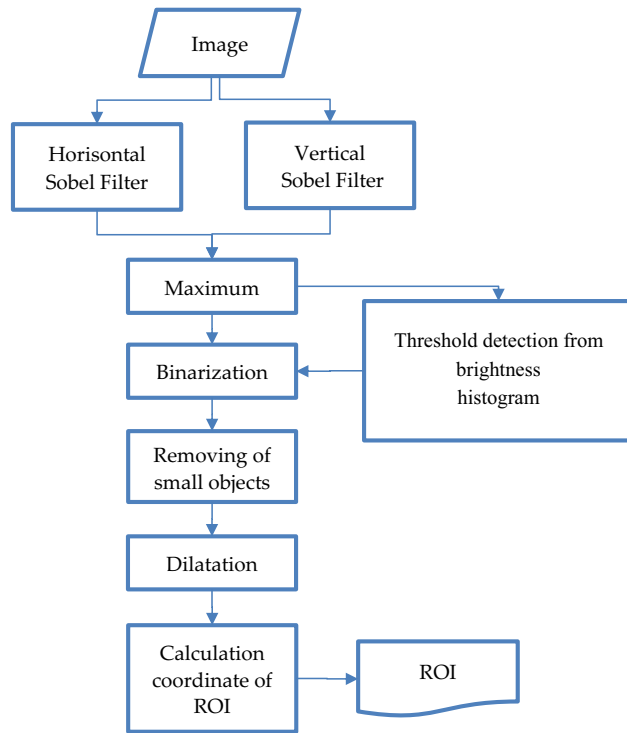 Image
Horisontal
Sobel Filter
Vertical
Sobel Filter
Maximum
Threshold detection from
brightness
histogram
Binarization
Removing of
small objects
Dilatation
Calculation
coordinate of
ROI
ROI